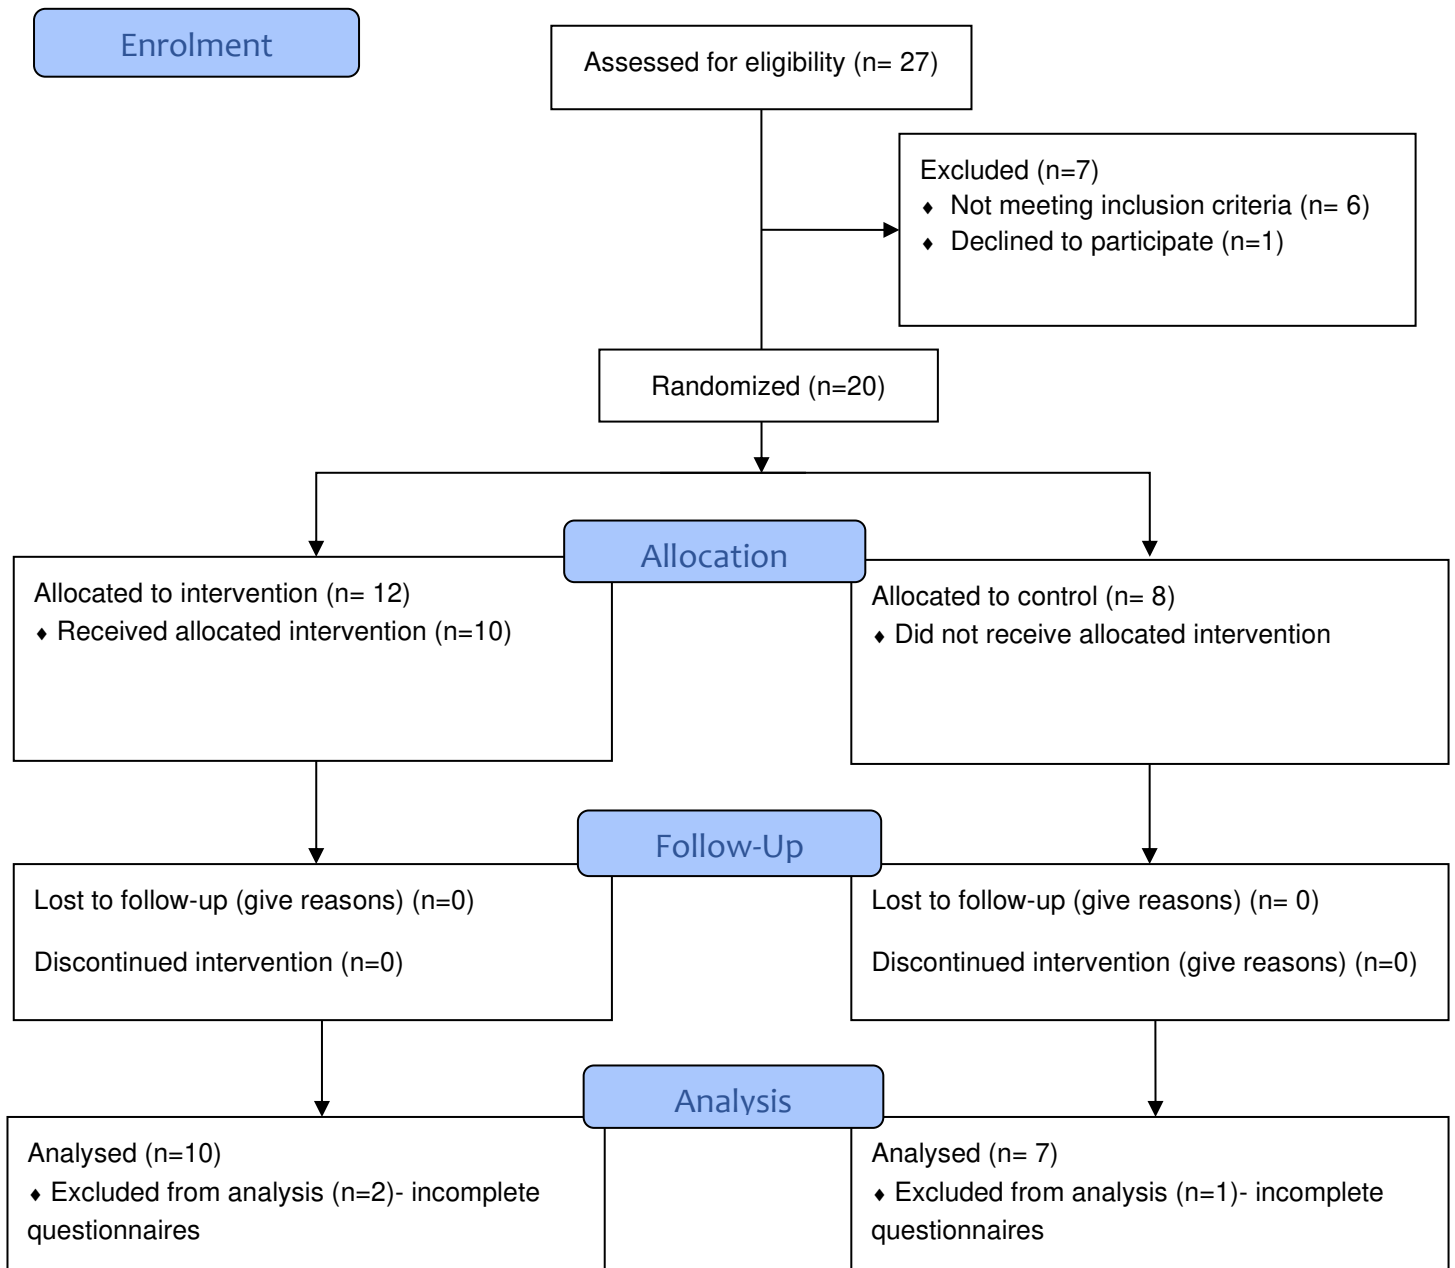 Enrolment
Assessed for eligibility (n= 27)
Excluded (n=7)
♦ Not meeting inclusion criteria (n= 6)
♦ Declined to participate (n=1)
Randomized (n=20)
Allocation
Allocated to intervention (n= 12)
♦ Received allocated intervention (n=10)
Allocated to control (n= 8)
♦ Did not receive allocated intervention
Follow-Up
Lost to follow-up (give reasons) (n=0)
Discontinued intervention (n=0)
Lost to follow-up (give reasons) (n= 0)
Discontinued intervention (give reasons) (n=0)
Analysis
Analysed (n=10)
♦ Excluded from analysis (n=2)- incomplete
questionnaires
Analysed (n= 7)
♦ Excluded from analysis (n=1)- incomplete
questionnaires